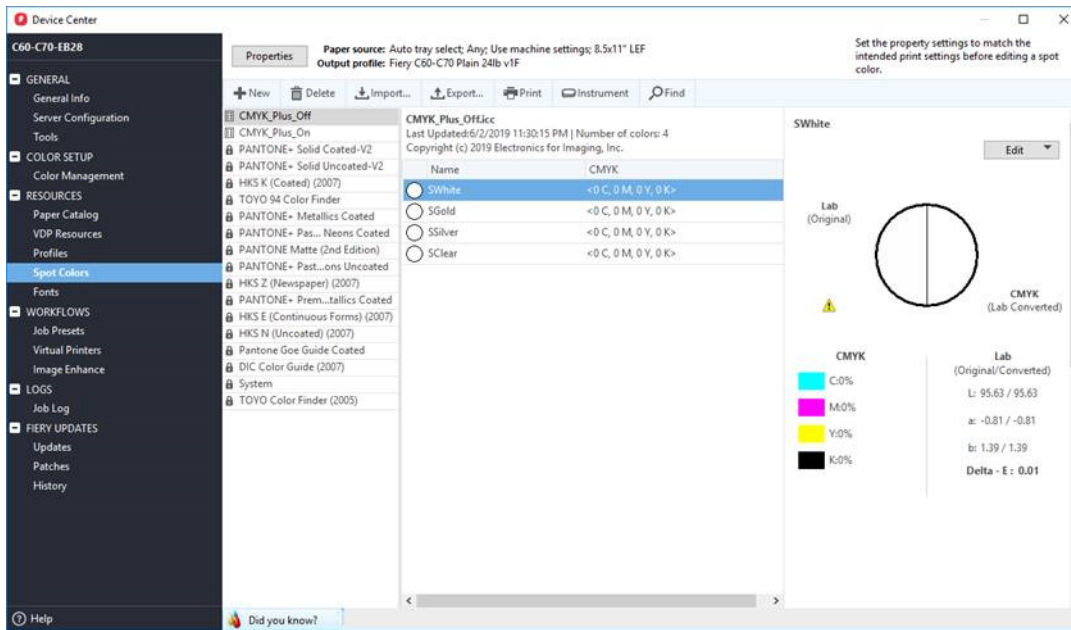 Device Center
C60-C70-EB28
GENERAL
General Info
Server Configuration
Tools
COLOR SETUP
Color Management
RESOURCES
Paper Catalog
VDP Resources
Profiles
Spot Colors
Fonts
WORKFLOWS
Job Presets
Virtual Printers
Image Enhance
LOGS
Job Log
FIERY UPDATES
Updates
Patches
History
Help
Properties
Paper source: Auto tray select; Any; Use machine settings; 8.5x11" LEF
Output profile: Fiery C60-C70 Plain 24lb v1F
Set the property settings to match the
intended print settings before editing a spot
color.
New Delete Import... Export... Print Instrument Find
CMYK_Plus_Off
CMYK_Plus_On
PANTONE+ Solid Coated-V2
PANTONE+ Solid Uncoated-V2
HKS K (Coated) (2007)
TOYO 94 Color Finder
PANTONE+ Metallics Coated
PANTONE+ Pas... Neons Coated
PANTONE Matte (2nd Edition)
PANTONE+ Past...ons Uncoated
HKS Z (Newspaper) (2007)
PANTONE+ Prem...tallics Coated
HKS E (Continuous Forms) (2007)
HKS N (Uncoated) (2007)
Pantone Goe Guide Coated
DIC Color Guide (2007)
System
TOYO Color Finder (2005)
CMYK_Plus_Off.icc
Last Updated:6/2/2019 11:30:15 PM | Number of colors: 4
Copyright (c) 2019 Electronics for Imaging, Inc.
Name CMYK
SWhite <0 C, 0 M, 0 Y, 0 K>
SGold <0 C, 0 M, 0 Y, 0 K>
SSilver <0 C, 0 M, 0 Y, 0 K>
SClear <0 C, 0 M, 0 Y, 0 K>
SWhite
Edit
Lab
(Original)
CMYK
(Lab Converted)
CMYK
C:0%
M:0%
Y:0%
K:0%
Lab
(Original/Converted)
L: 95.63 / 95.63
a: -0.81 / -0.81
b: 1.39 / 1.39
Delta - E : 0.01
Did you know?